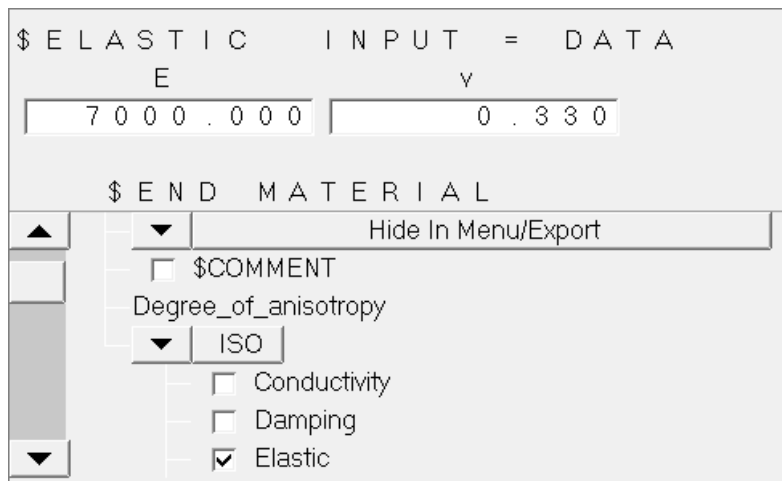 $ELASTIC INPUT = DATA
E ν
7000.000 0.330
$END MATERIAL
Hide In Menu/Export
$COMMENT
Degree_of_anisotropy
ISO
Conductivity
Damping
Elastic